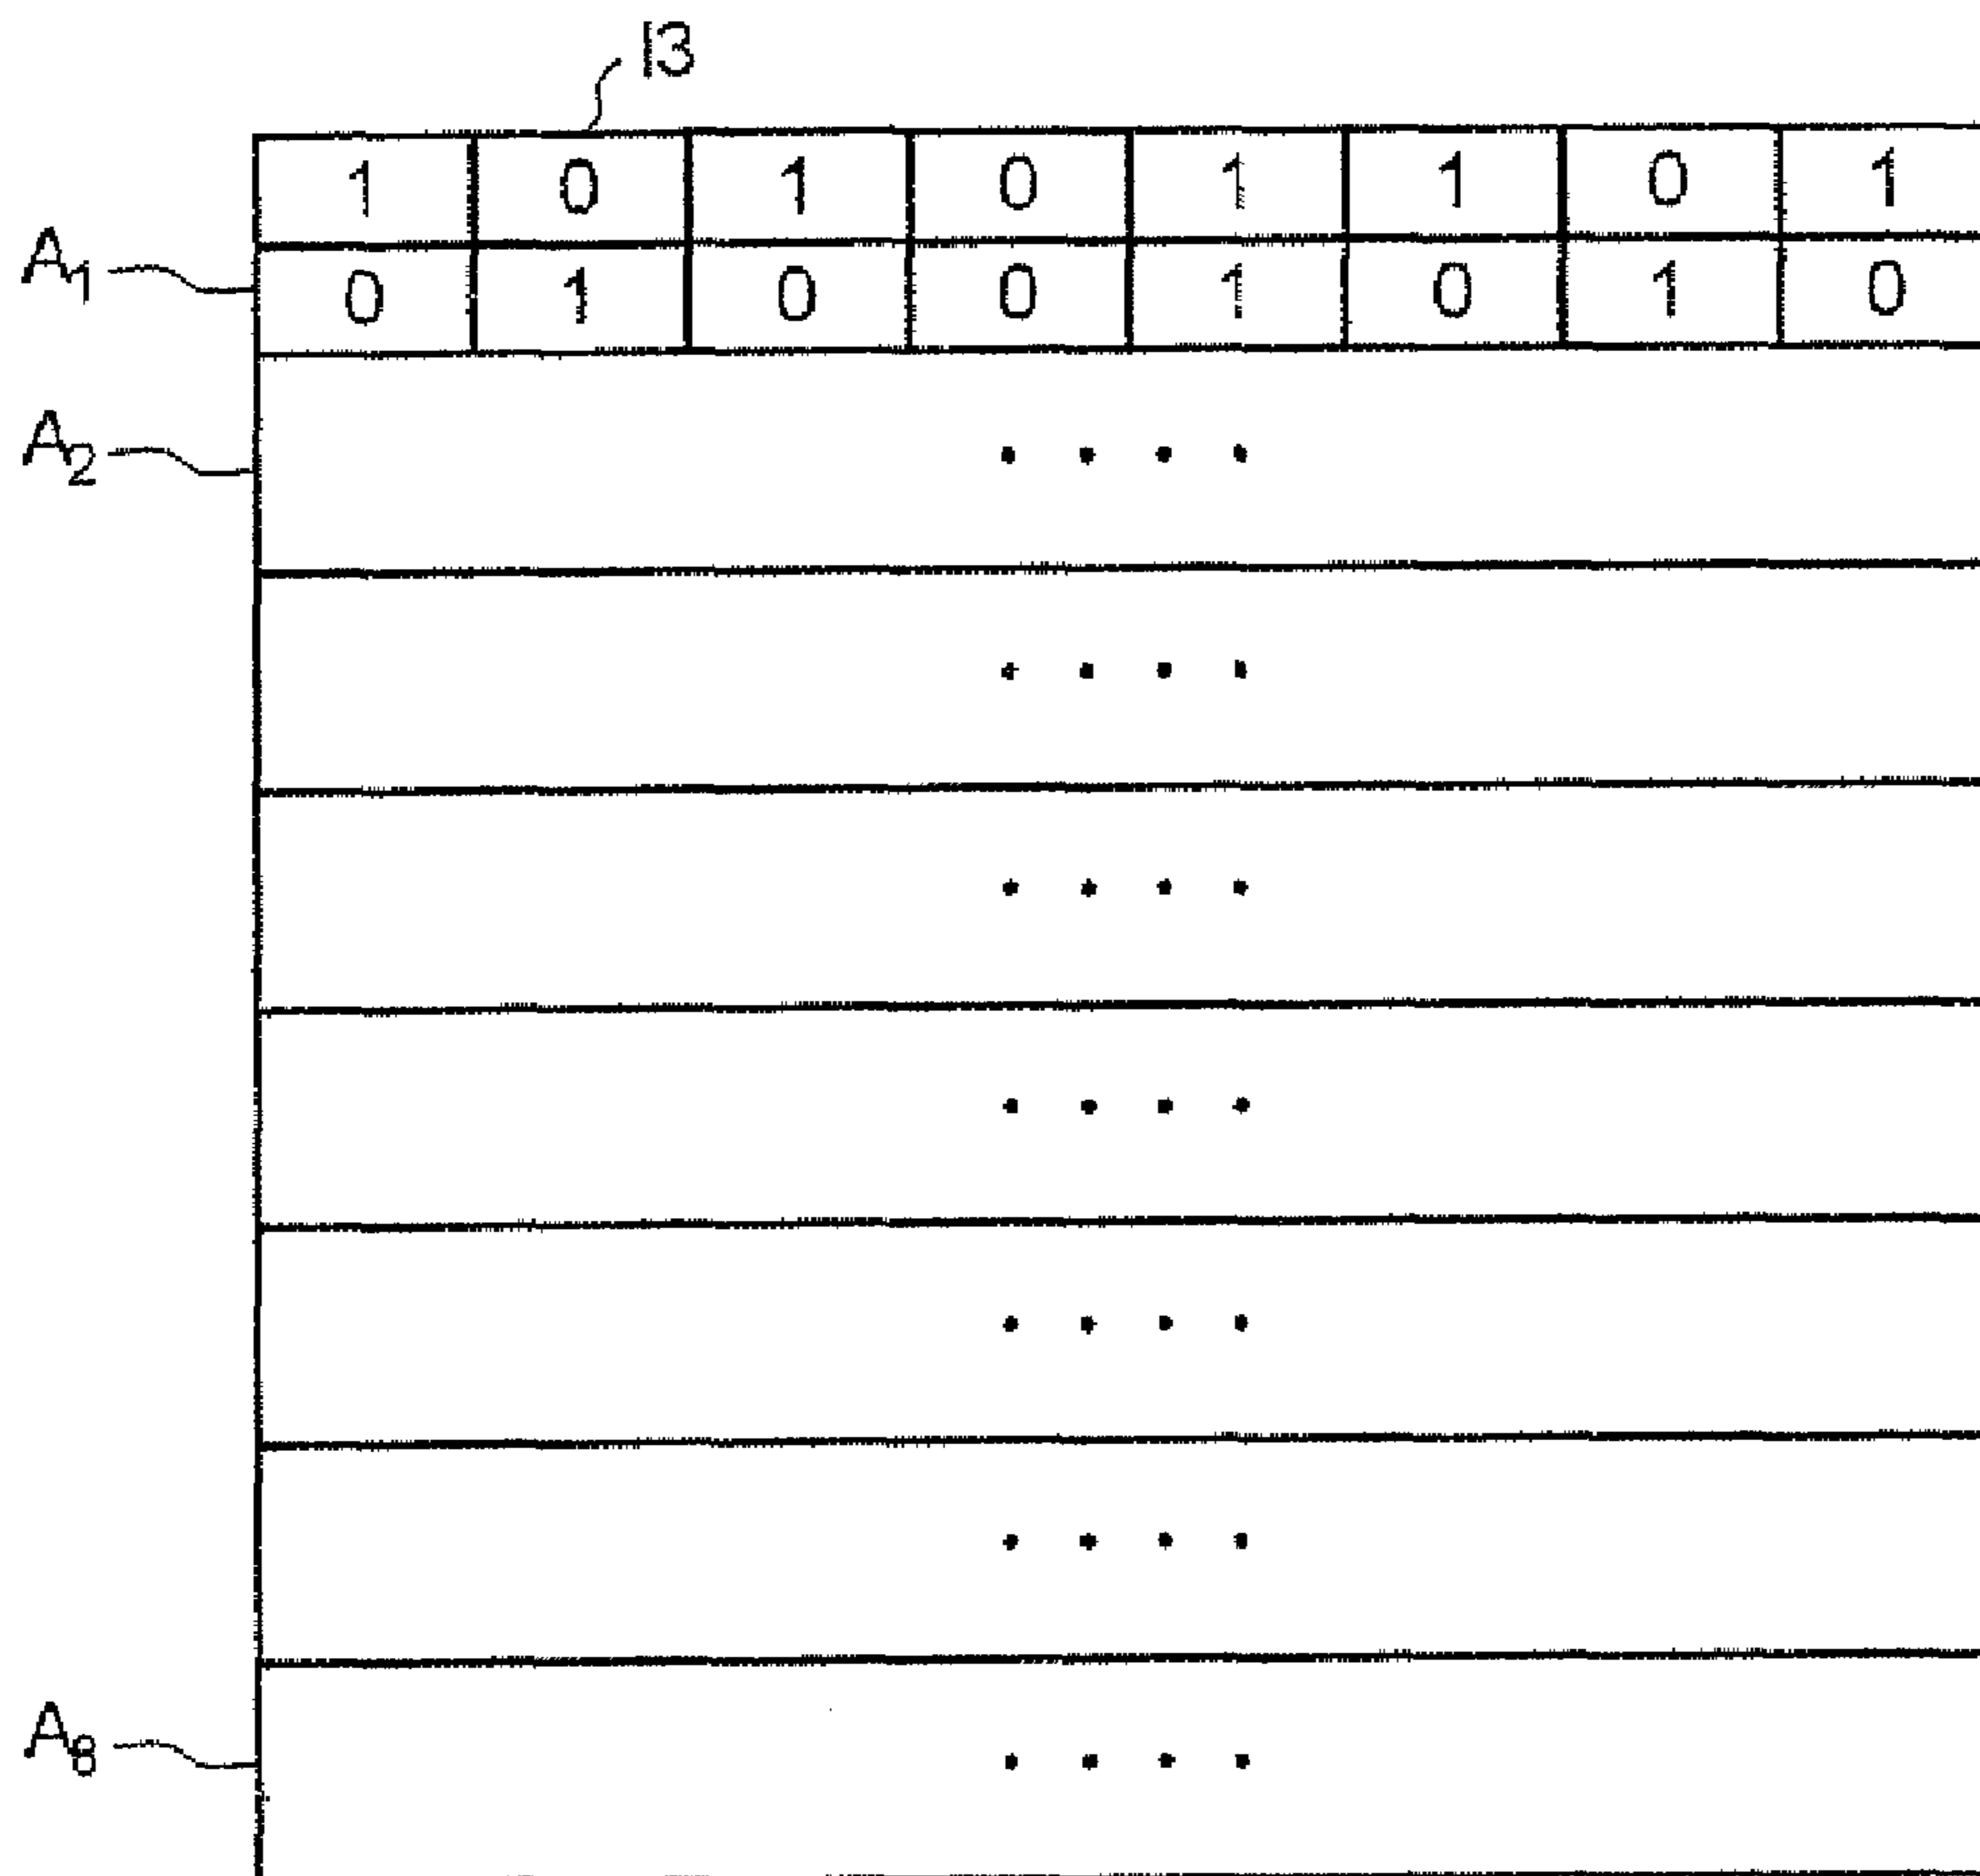 I3
1 0 1 0 1 1 0 1
A1
0 1 0 0 1 0 1 0
A2
. . . .
. . . .
. . . .
. . . .
. . . .
. . . .
A8
. . . .